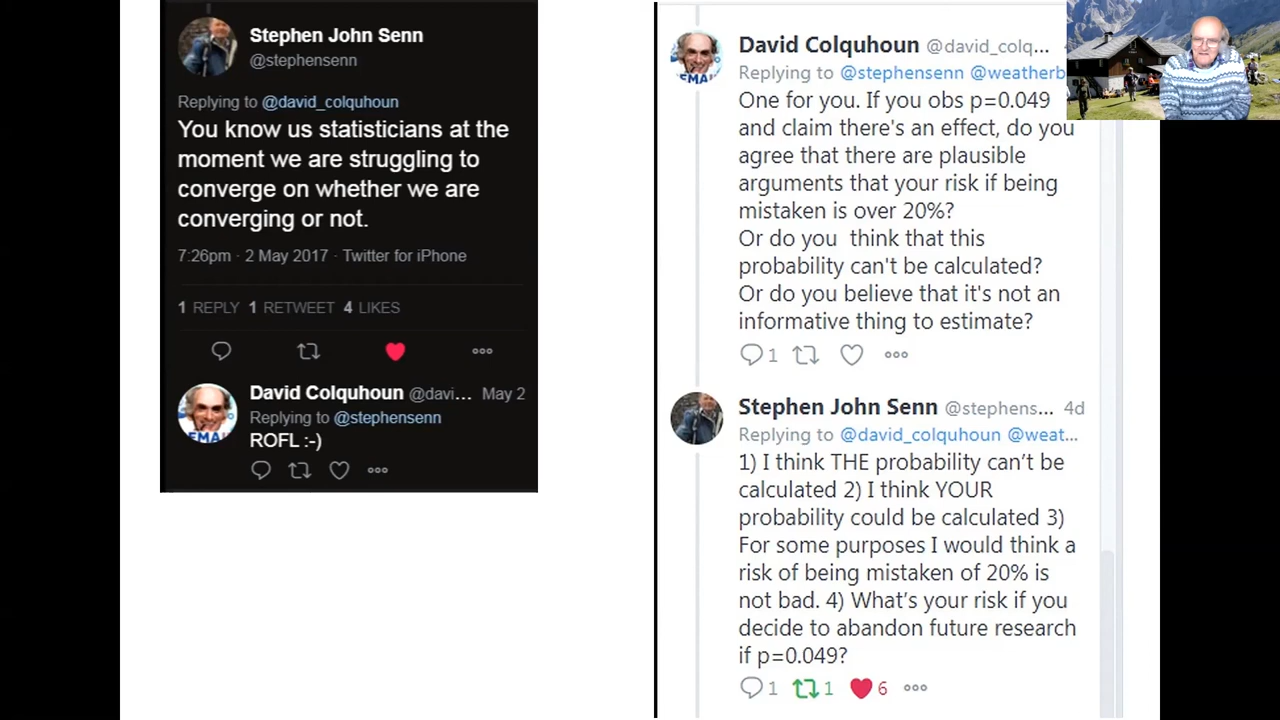 Stephen John Senn
@stephensenn
Replying to @david_colquhoun
You know us statisticians at the
moment we are struggling to
converge on whether we are
converging or not.
7:26pm · 2 May 2017 · Twitter for iPhone
1 REPLY 1 RETWEET 4 LIKES
David Colquhoun @davi... May 2
Replying to @stephensenn
ROFL :-)
EMA
David Colquhoun @david_colq...
Replying to @stephensenn @weatherb
EMA
One for you. If you obs p=0.049
and claim there's an effect, do you
agree that there are plausible
arguments that your risk if being
mistaken is over 20%?
Or do you think that this
probability can't be calculated?
Or do you believe that it's not an
informative thing to estimate?
1
Stephen John Senn @stephens... 4d
Replying to @david_colquhoun @weat...
1) I think THE probability can’t be
calculated 2) I think YOUR
probability could be calculated 3)
For some purposes I would think a
risk of being mistaken of 20% is
not bad. 4) What’s your risk if you
decide to abandon future research
if p=0.049?
1 1 6